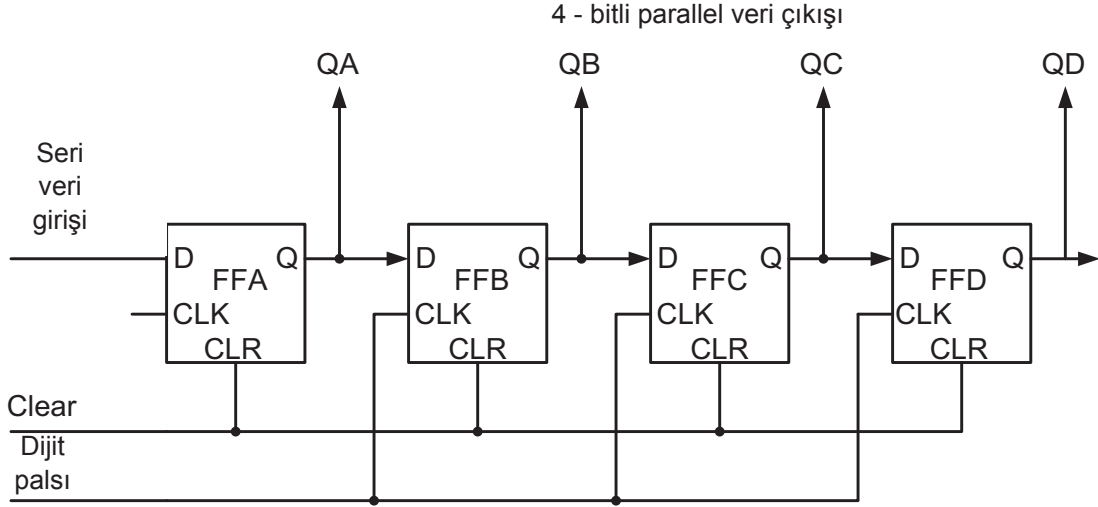 4 - bitli parallel veri çıkışı
QA
QB
QC
QD
Seri
veri
girişi
D
Q
FFA
CLK
CLR
D
Q
FFB
CLK
CLR
D
Q
FFC
CLK
CLR
D
Q
FFD
CLK
CLR
Clear
Dijit
palsı